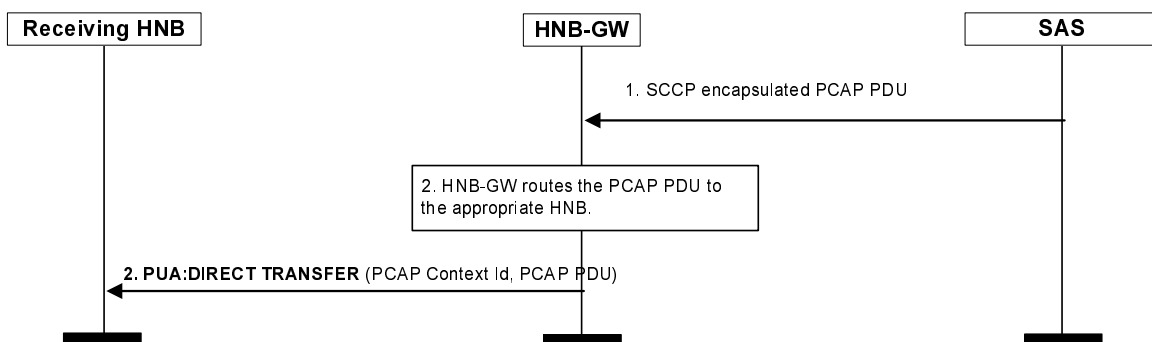 Receiving HNB
HNB-GW
SAS
1. SCCP encapsulated PCAP PDU
2. HNB-GW routes the PCAP PDU to
the appropriate HNB.
2. PUA:DIRECT TRANSFER (PCAP Context Id, PCAP PDU)